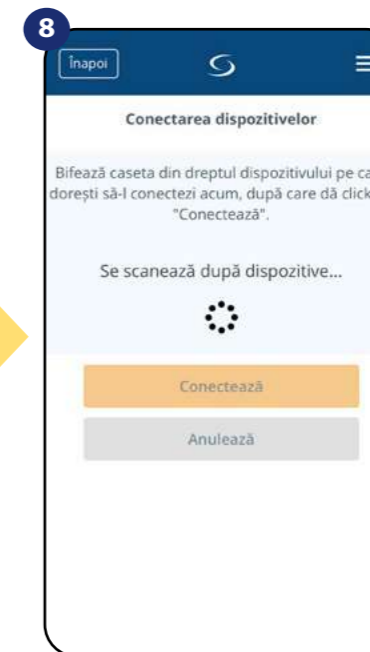 8
Înapoi
Conectarea dispozitivelor
Bifează caseta din dreptul dispozitivului pe
dorești să-l conectezi acum, după care dă click
"Conectează".
Se scanează după dispozitive...
Conectează
Anulează